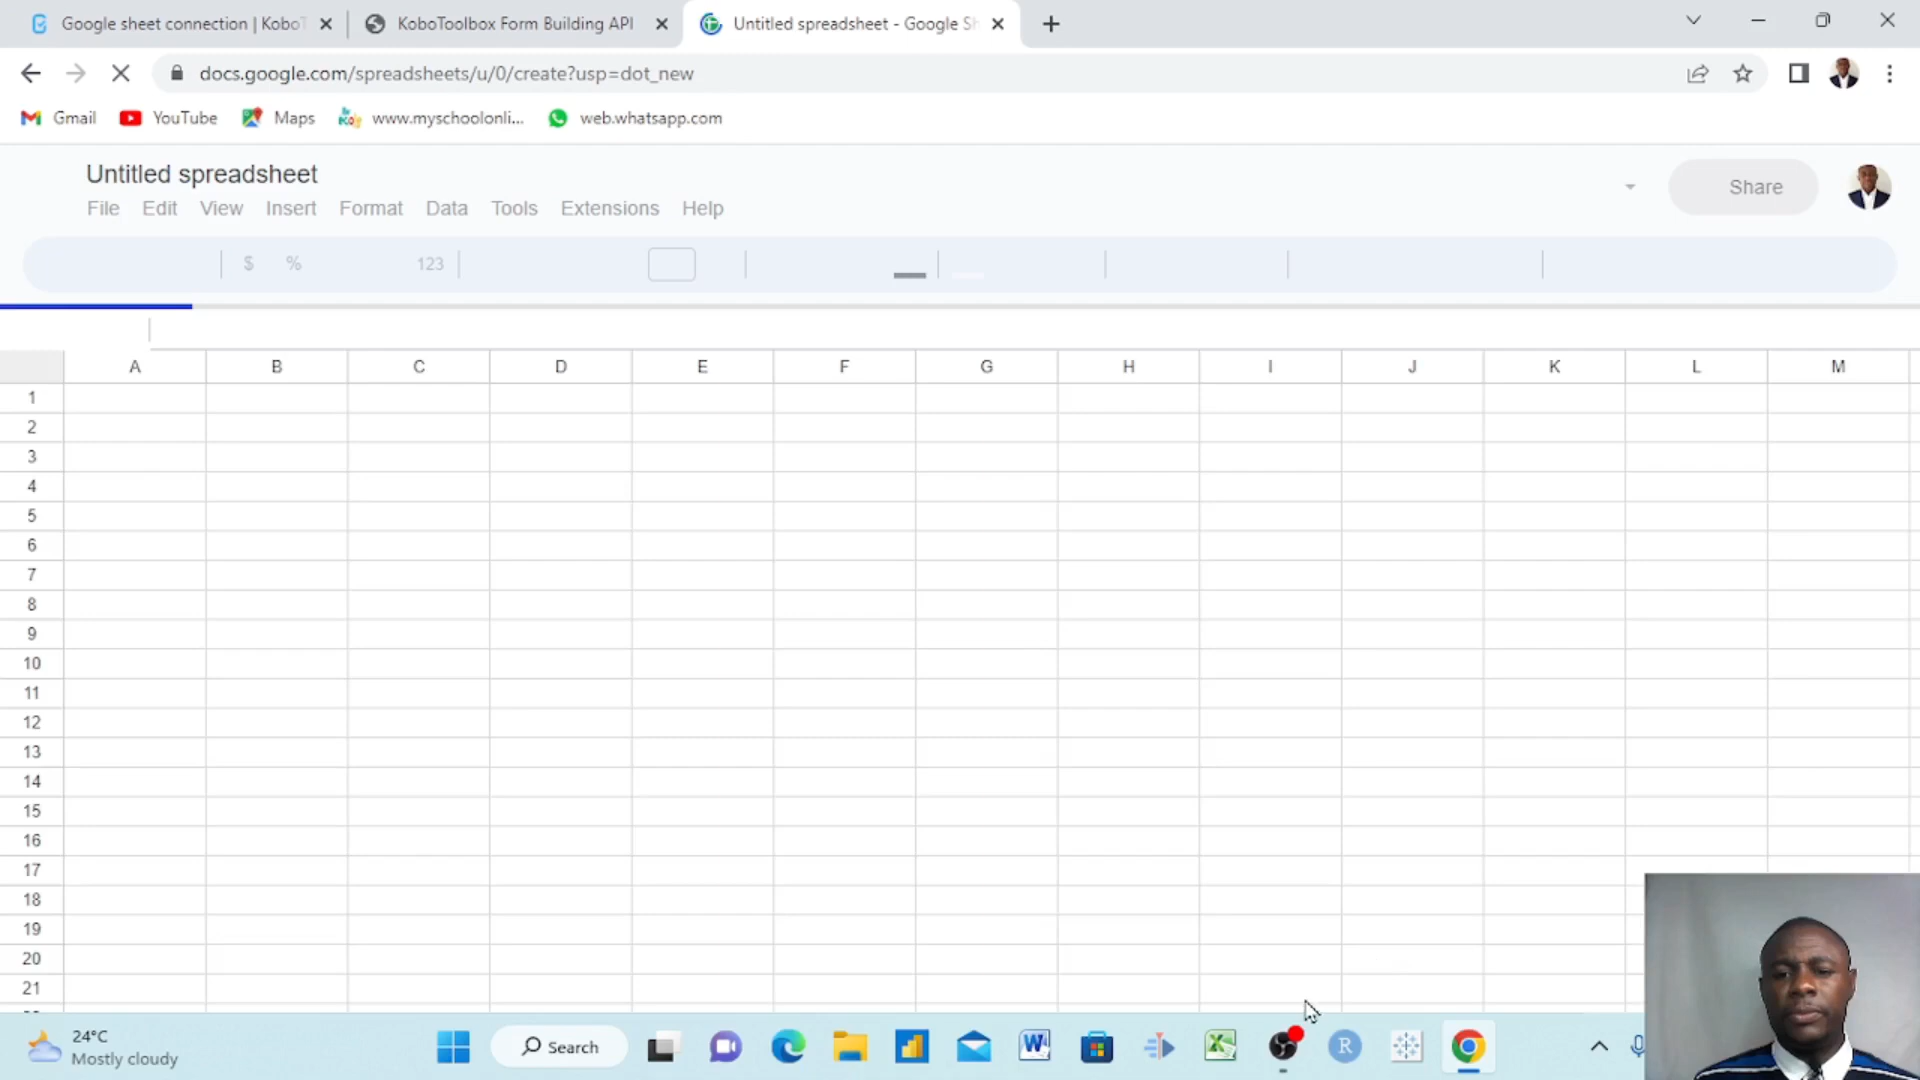 Google sheet connection | KoboT
KoboToolbox Form Building API
Untitled spreadsheet - Google Sh
docs.google.com/spreadsheets/u/0/create?usp=dot_new
Gmail
YouTube
Maps
www.myschoolonli...
web.whatsapp.com
Untitled spreadsheet
File Edit View Insert Format Data Tools Extensions Help
Share
$ % 123
A B C D E F G H I J K L M
1
2
3
4
5
6
7
8
9
10
11
12
13
14
15
16
17
18
19
20
21
24°C
Mostly cloudy
Search
W
R